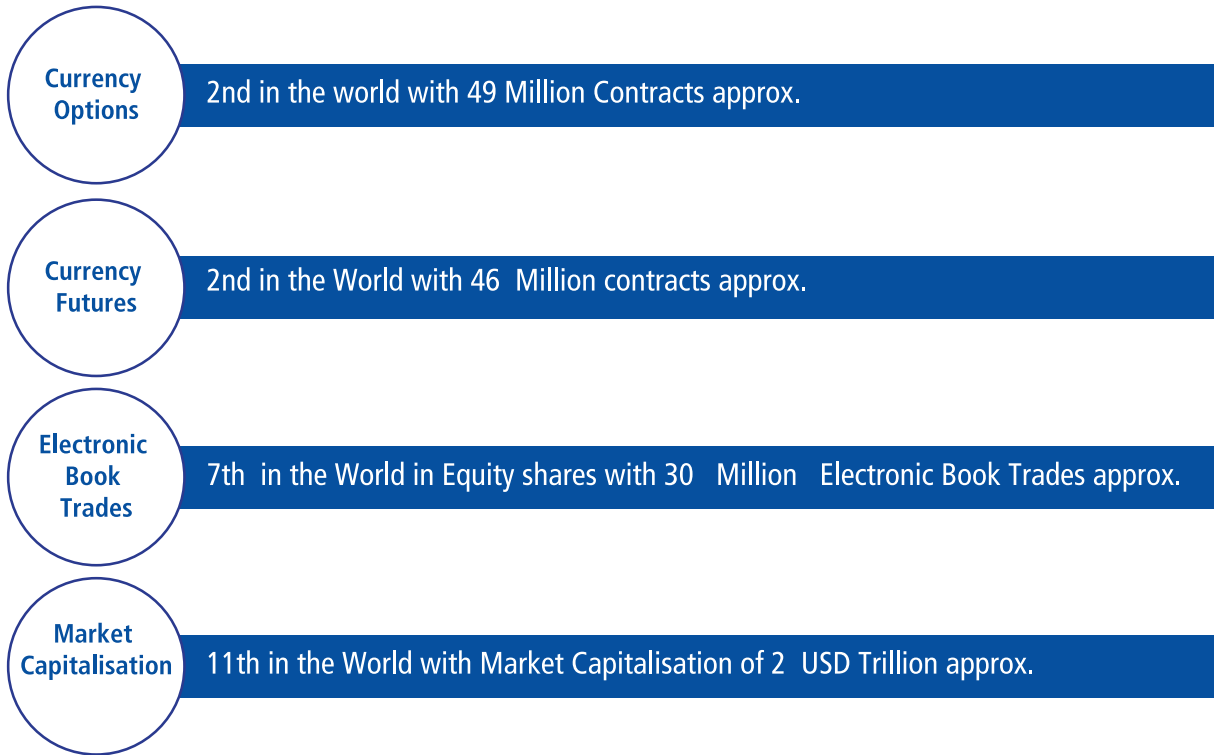 Currency
Options
2nd in the world with 49 Million Contracts approx.
Currency
Futures
2nd in the World with 46 Million contracts approx.
Electronic
Book
Trades
7th in the World in Equity shares with 30 Million Electronic Book Trades approx.
Market
Capitalisation
11th in the World with Market Capitalisation of 2 USD Trillion approx.